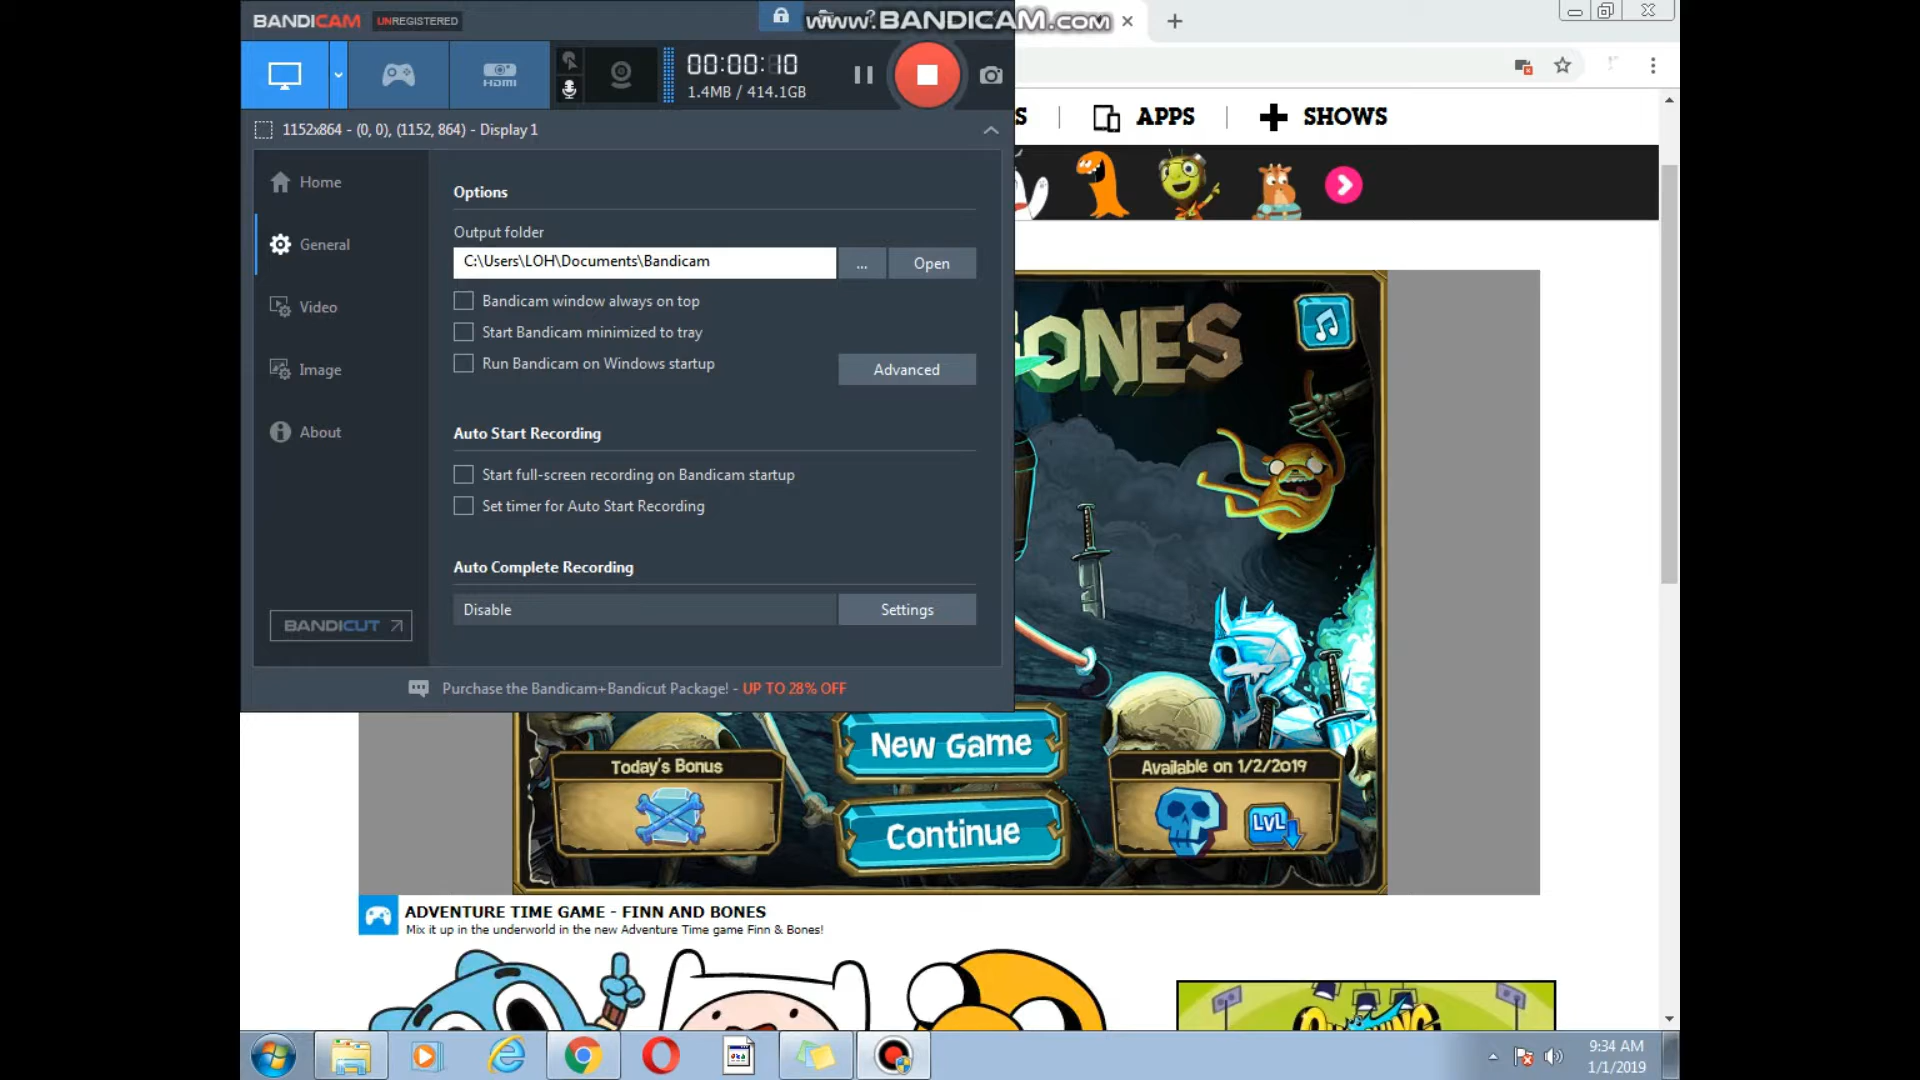 BANDICAM UNREGISTERED
www.BANDICAM.com
HDMI
00:00:10
1.4MB / 414.1GB
1152x864 - (0, 0), (1152, 864) - Display 1
S | APPS | SHOWS
Home
General
Video
Image
About
BANDICUT
Options
Output folder
C:\Users\LOH\Documents\Bandicam
... Open
Bandicam window always on top
Start Bandicam minimized to tray
Run Bandicam on Windows startup
Advanced
Auto Start Recording
Start full-screen recording on Bandicam startup
Set timer for Auto Start Recording
Auto Complete Recording
Disable Settings
Purchase the Bandicam+Bandicut Package! - UP TO 28% OFF
BONES
New Game
Continue
Today's Bonus
Available on 1/2/2019
LVL
ADVENTURE TIME GAME - FINN AND BONES
Mix it up in the underworld in the new Adventure Time game Finn & Bones!
9:34 AM
1/1/2019